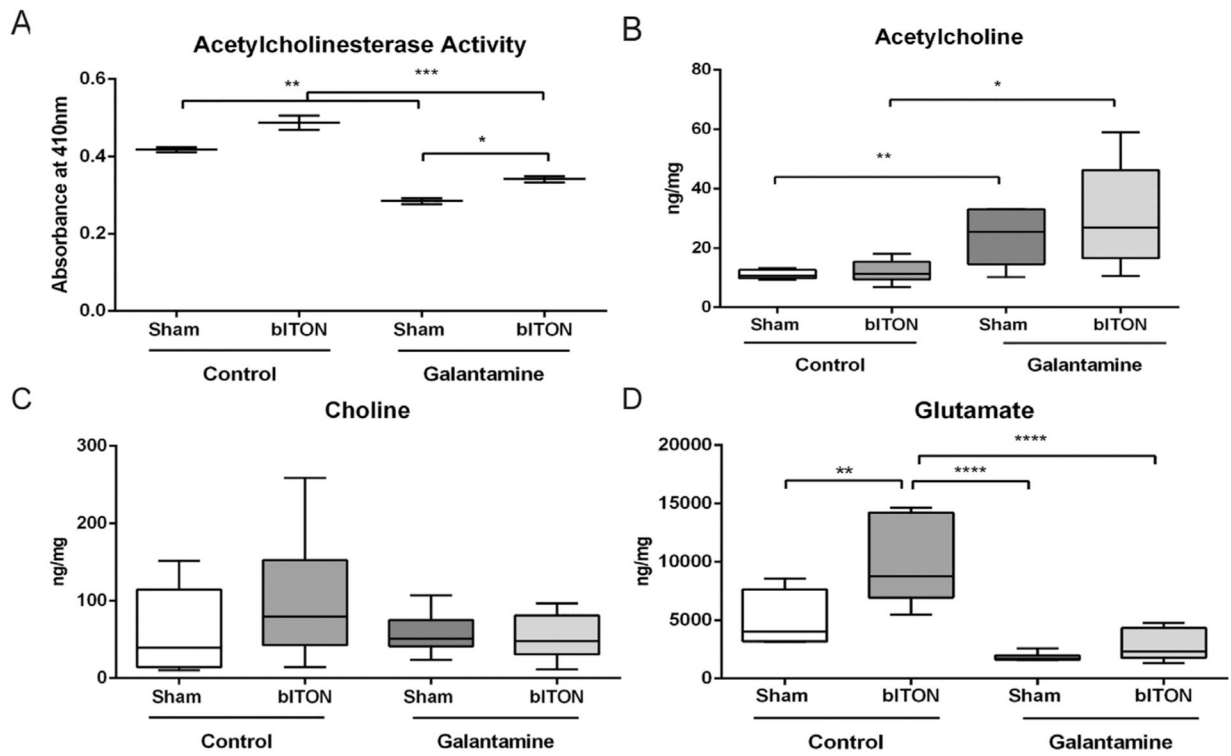 A
Acetylcholinesterase Activity
Absorbance at 410nm
0.6
0.4
0.2
0.0
**
***
*
Sham
bITON
Sham
bITON
Control
Galantamine
B
Acetylcholine
ng/mg
80
60
40
20
0
**
*
Sham
bITON
Sham
bITON
Control
Galantamine
C
Choline
ng/mg
300
200
100
0
Sham
bITON
Sham
bITON
Control
Galantamine
D
Glutamate
ng/mg
20000
15000
10000
5000
0
**
****
****
Sham
bITON
Sham
bITON
Control
Galantamine